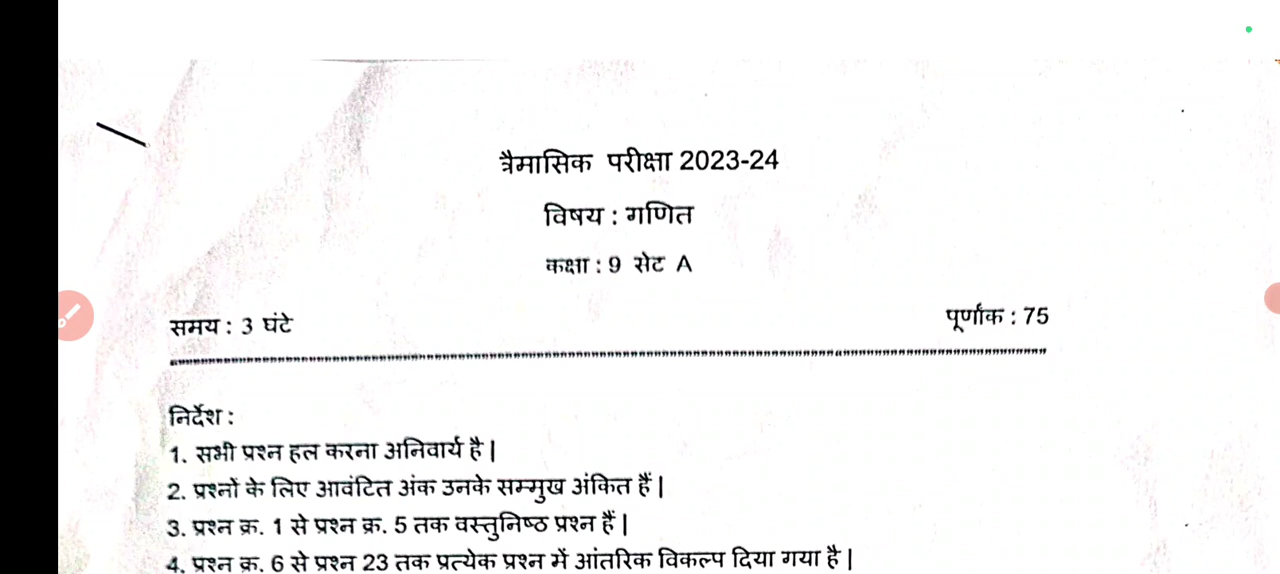 त्रैमासिक परीक्षा 2023-24
विषय : गणित
कक्षा : 9 सेट A
समय : 3 घंटे
पूर्णांक : 75
निर्देश :
1. सभी प्रश्न हल करना अनिवार्य है |
2. प्रश्नों के लिए आवंटित अंक उनके सम्मुख अंकित हैं |
3. प्रश्न क्र. 1 से प्रश्न क्र. 5 तक वस्तुनिष्ठ प्रश्न हैं |
4. प्रश्न क्र. 6 से प्रश्न 23 तक प्रत्येक प्रश्न में आंतरिक विकल्प दिया गया है |